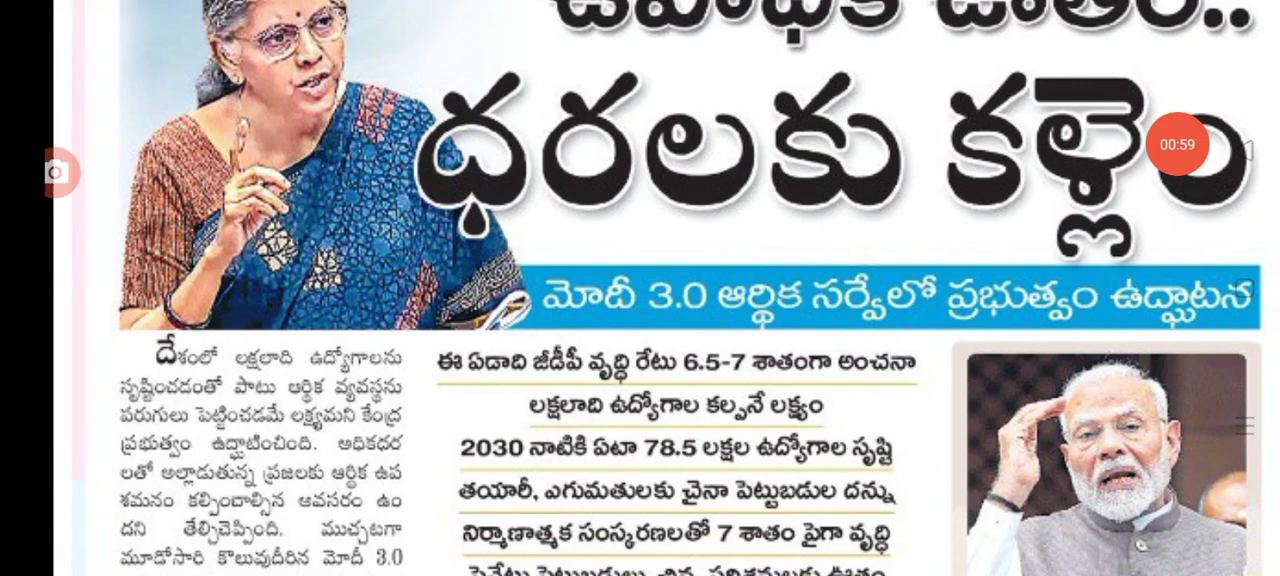 ధరలకు కళ్లెం
00:59
మోదీ 3.0 ఆర్థిక సర్వేలో ప్రభుత్వం ఉద్ఘాటన
దేశంలో లక్షలాది ఉద్యోగాలను
సృష్టించడంతో పాటు ఆర్థిక వ్యవస్థను
పరుగులు పెట్టించడమే లక్ష్యమని కేంద్ర
ప్రభుత్వం ఉద్ఘాటించింది. అధికధర
లతో అల్లాడుతున్న ప్రజలకు ఆర్థిక ఉప
శమనం కల్పించాల్సిన ఆవసరం ఉం
దని తేల్చిచెప్పింది. ముచ్చటగా
మూడోసారి కొలువుదీరిన మోదీ 3.0
ఈ ఏడాది జీడీపీ వృద్ధి రేటు 6.5-7 శాతంగా అంచనా
లక్షలాది ఉద్యోగాల కల్పనే లక్ష్యం
2030 నాటికి ఏటా 78.5 లక్షల ఉద్యోగాల సృష్టి
తయారీ, ఎగుమతులకు చైనా పెట్టుబడుల దన్ను
నిర్మాణాత్మక సంస్కరణలతో 7 శాతం పైగా వృద్ధి